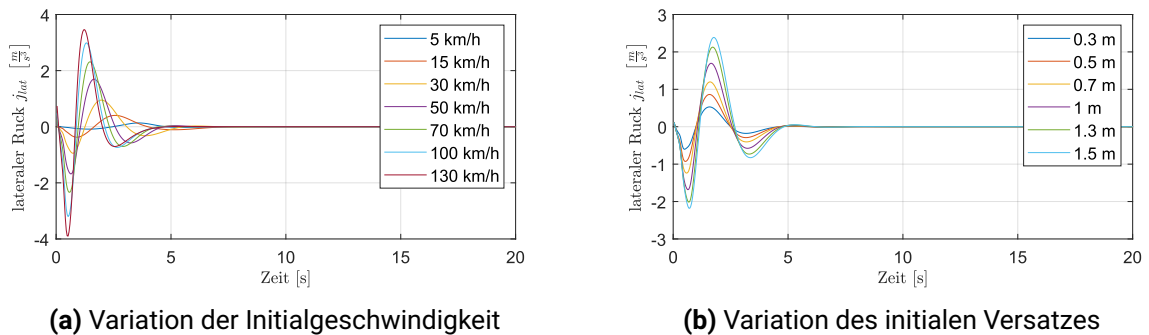 lateraler Ruck j_lat [m/s³]
4
2
0
-2
-4
0 5 10 15 20
Zeit [s]
5 km/h
15 km/h
30 km/h
50 km/h
70 km/h
100 km/h
130 km/h
(a) Variation der Initialgeschwindigkeit
lateraler Ruck j_lat [m/s³]
3
2
1
0
-1
-2
-3
0 5 10 15 20
Zeit [s]
0.3 m
0.5 m
0.7 m
1 m
1.3 m
1.5 m
(b) Variation des initialen Versatzes